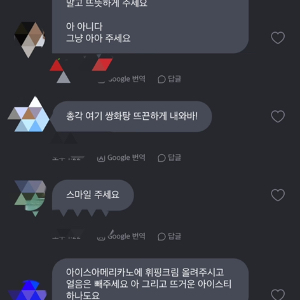 말고 뜨뜻하게 주세요
아 아니다
그냥 아아 주세요
Google 번역 답글
총각 여기 쌍화탕 뜨끈하게 내와바!
Google 번역 답글
스마일 주세요
Google 번역 답글
아이스아메리카노에 휘핑크림 올려주시고
얼음은 빼주세요 아 그리고 뜨거운 아이스티
하나도요